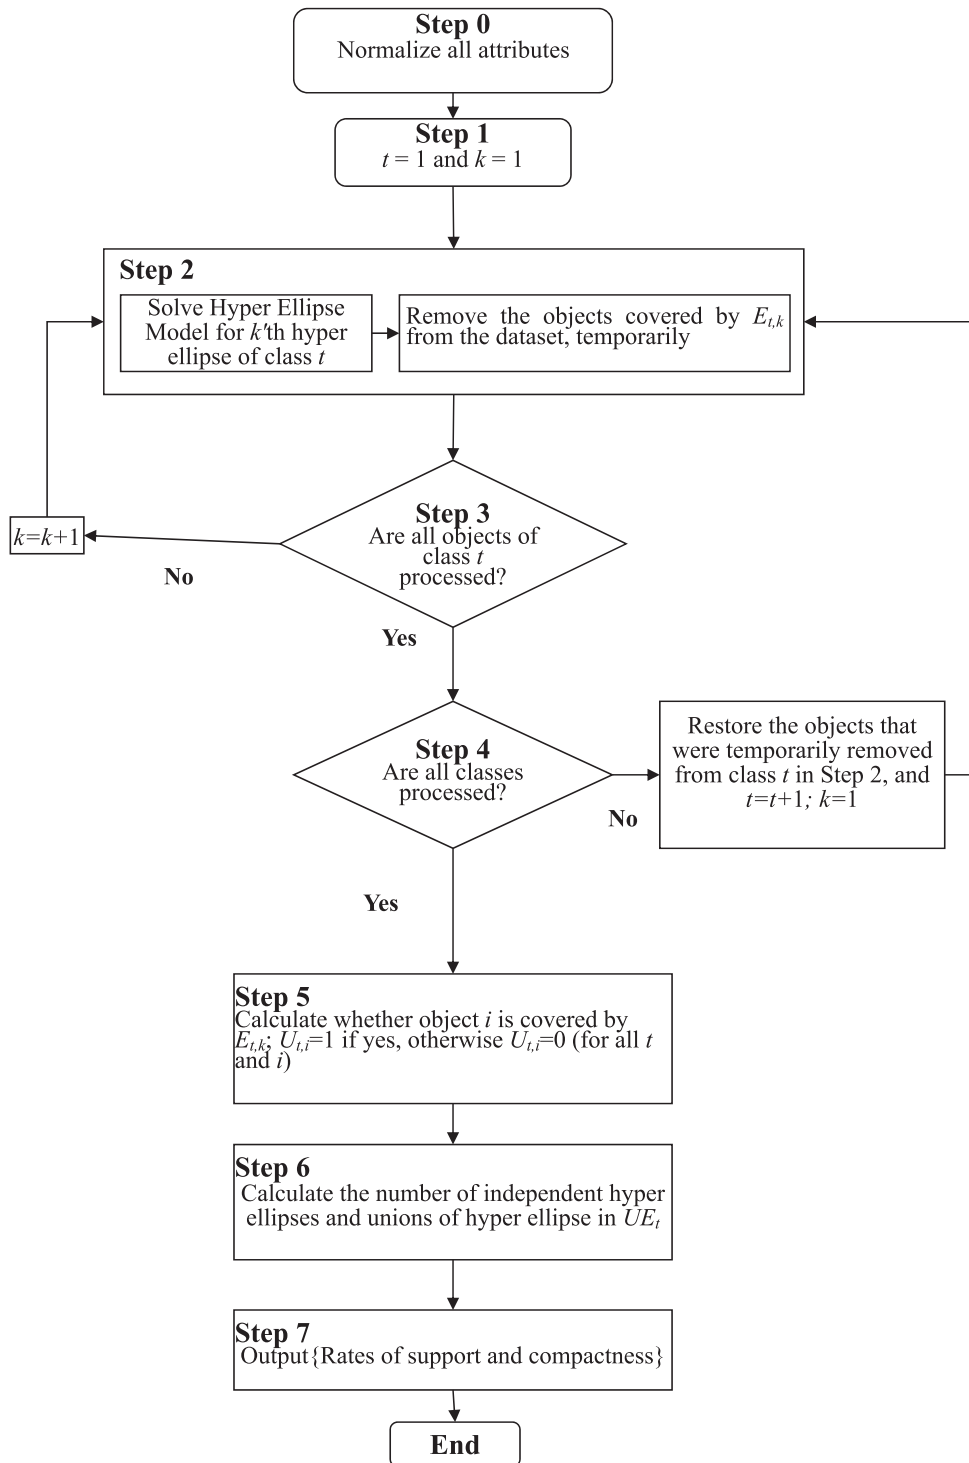 Step 0
Normalize all attributes
Step 1
t = 1 and k = 1
Step 2
Solve Hyper Ellipse
Model for k'th hyper
ellipse of class t
Remove the objects covered by E_{t,k}
from the dataset, temporarily
Step 3
Are all objects of
class t
processed?
k=k+1
No
Yes
Step 4
Are all classes
processed?
No
Restore the objects that
were temporarily removed
from class t in Step 2, and
t=t+1; k=1
Yes
Step 5
Calculate whether object i is covered by
E_{t,k}; U_{t,i}=1 if yes, otherwise U_{t,i}=0 (for all t
and i)
Step 6
Calculate the number of independent hyper
ellipses and unions of hyper ellipse in UE_t
Step 7
Output{Rates of support and compactness}
End